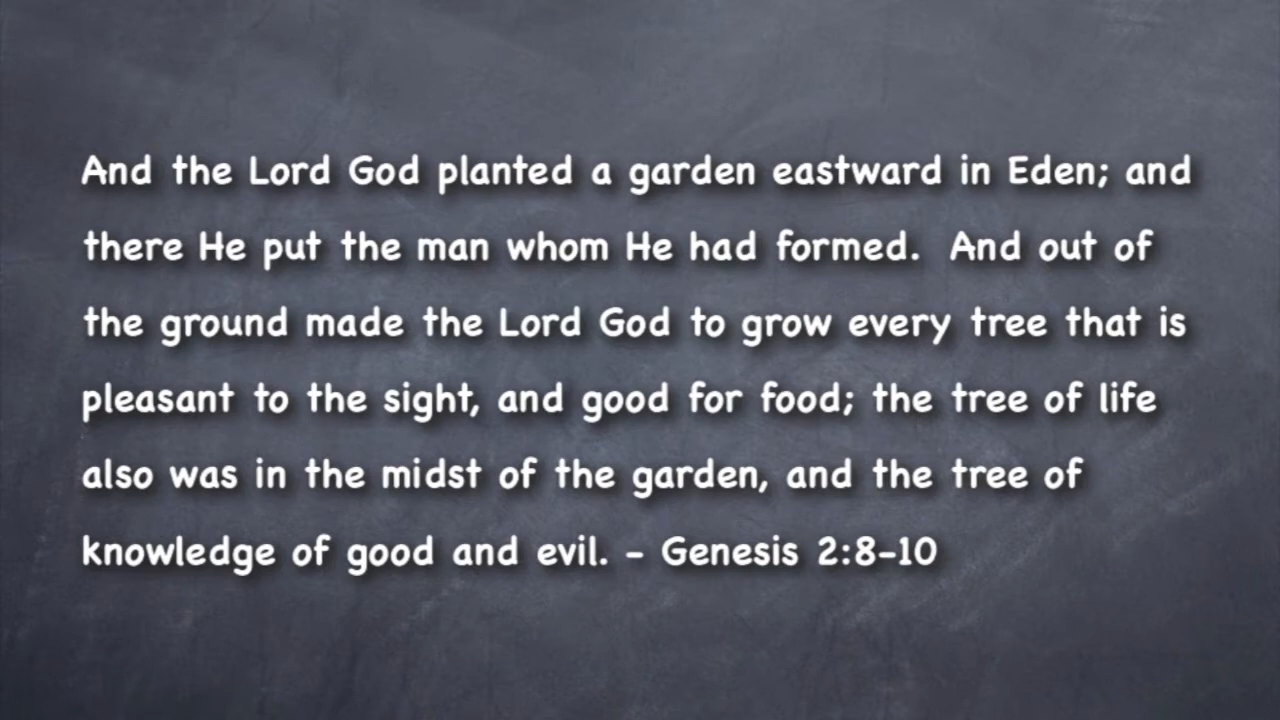 And the Lord God planted a garden eastward in Eden; and
there He put the man whom He had formed.  And out of
the ground made the Lord God to grow every tree that is
pleasant to the sight, and good for food; the tree of life
also was in the midst of the garden, and the tree of
knowledge of good and evil. - Genesis 2:8-10